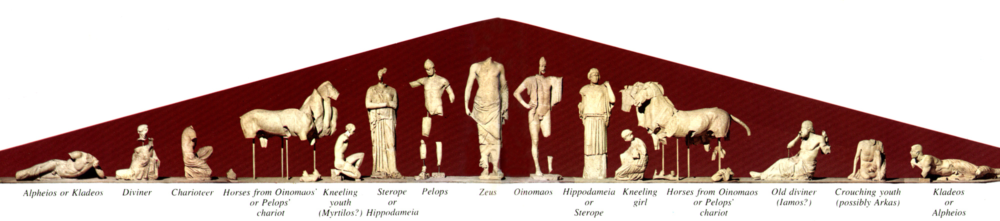 Alpheios or Kladeos
Diviner
Charioteer
Horses from Oinomaos'
or Pelops'
chariot
Kneeling
youth
(Myrtilos?)
Sterope
or
Hippodameia
Pelops
Zeus
Oinomaos
Hippodameia
or
Sterope
Kneeling
girl
Horses from Oinomaos
or Pelops'
chariot
Old diviner
(Iamos?)
Crouching youth
(possibly Arkas)
Kladeos
or
Alpheios